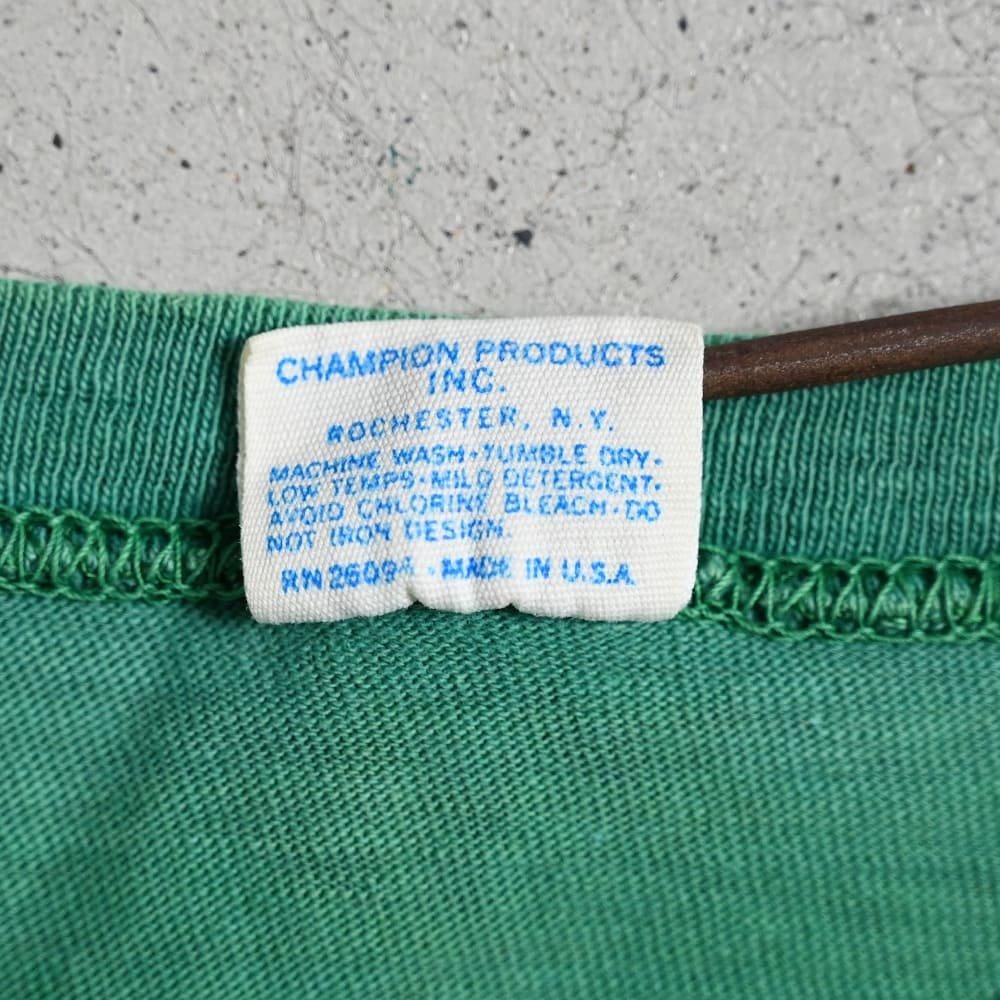 CHAMPION PRODUCTS
INC.
ROCHESTER, N.Y.
MACHINE WASH·TUMBLE DRY·
LOW TEMPS·MILD DETERGENT·
AVOID CHLORINE BLEACH·DO
NOT IRON DESIGN.
RN 26094 · MADE IN U.S.A.